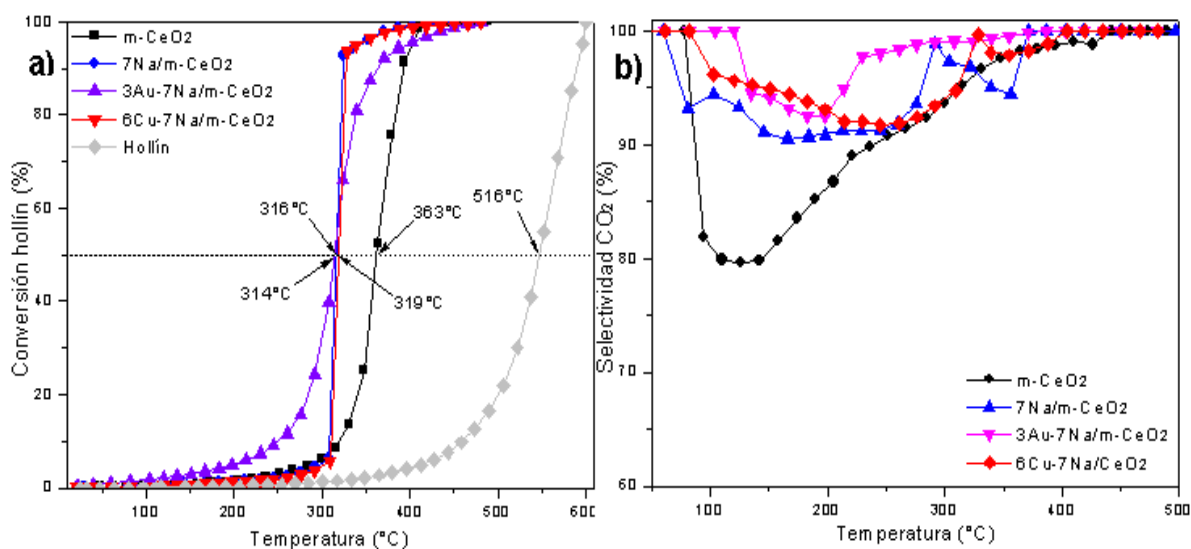 a)
Conversión hollín (%)
100
80
60
40
20
0
m-CeO2
7Na/m-CeO2
3Au-7Na/m-CeO2
6Cu-7Na/m-CeO2
Hollín
316°C
363°C
516°C
314°C
319°C
100
200
300
400
500
600
Temperatura (°C)
b)
Selectividad CO2 (%)
100
90
80
70
60
m-CeO2
7Na/m-CeO2
3Au-7Na/m-CeO2
6Cu-7Na/CeO2
100
200
300
400
500
Temperatura (°C)